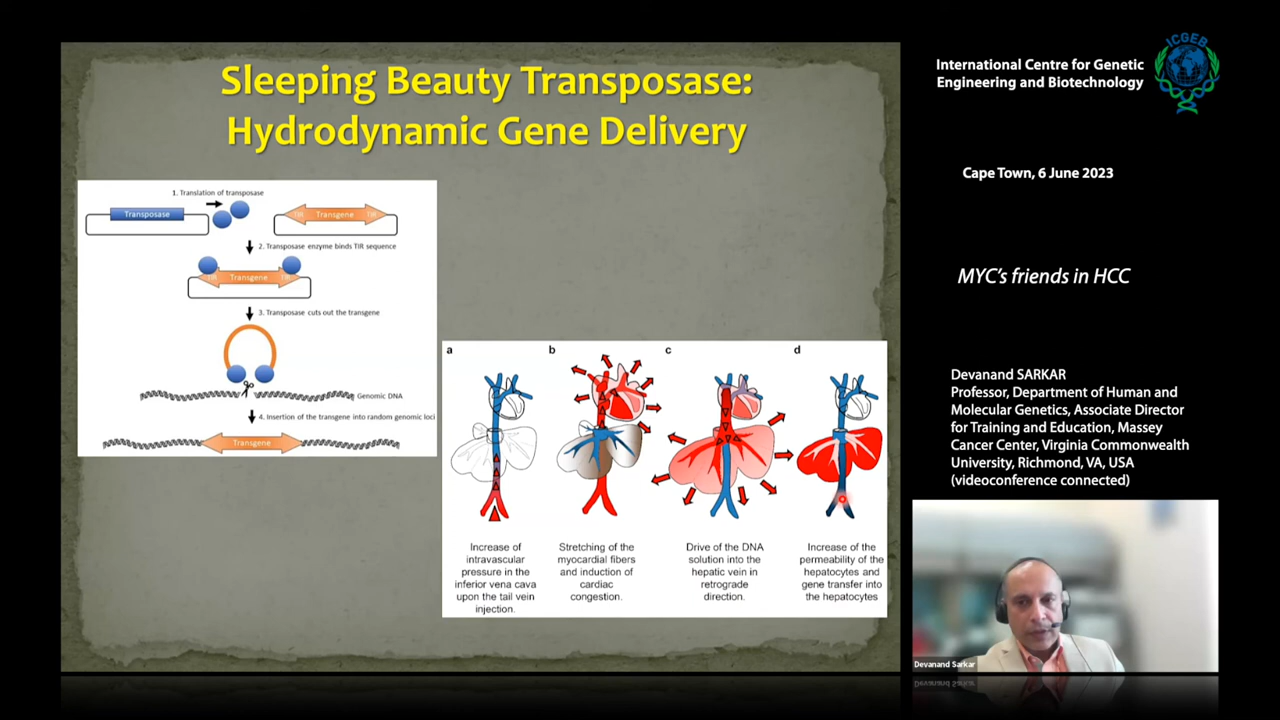 Sleeping Beauty Transposase:
Hydrodynamic Gene Delivery
1. Translation of transposase
Transposase
TIR
Transgene
TIR
2. Transposase enzyme binds TIR sequence
TIR
Transgene
TIR
3. Transposase cuts out the transgene
Genomic DNA
4. Insertion of the transgene into random genomic loci
Transgene
a
b
c
d
Increase of
intravascular
pressure in the
inferior vena cava
upon the tail vein
injection.
Stretching of the
myocardial fibers
and induction of
cardiac
congestion.
Drive of the DNA
solution into the
hepatic vein in
retrograde
direction.
Increase of the
permeability of the
hepatocytes and
gene transfer into
the hepatocytes
International Centre for Genetic
Engineering and Biotechnology
ICGEB
Cape Town, 6 June 2023
MYC's friends in HCC
Devanand SARKAR
Professor, Department of Human and
Molecular Genetics, Associate Director
for Training and Education, Massey
Cancer Center, Virginia Commonwealth
University, Richmond, VA, USA
(videoconference connected)
Devanand Sarkar